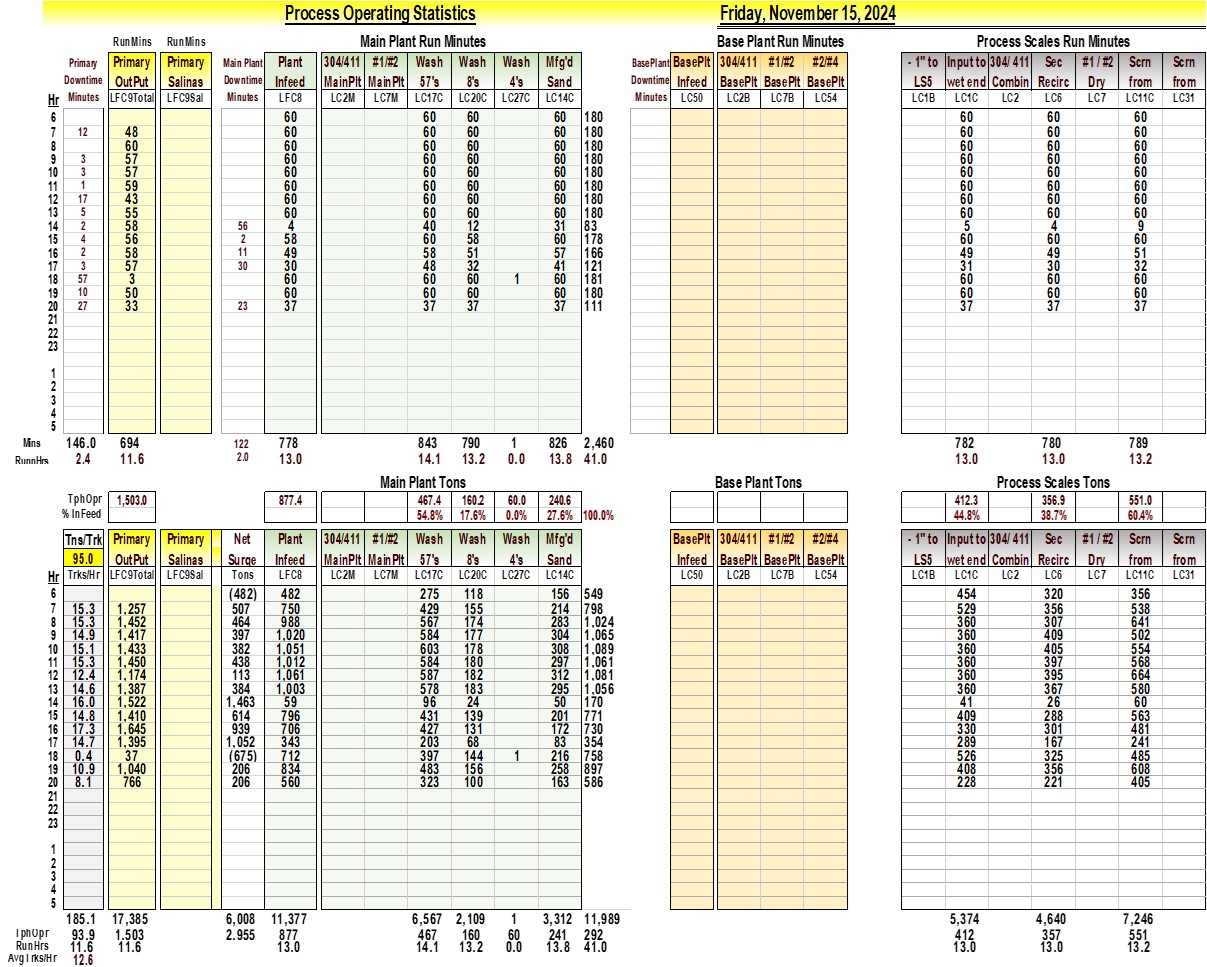 Process Operating Statistics Friday, November 15, 2024
RunMins RunMins Main Plant Run Minutes Base Plant Run Minutes Process Scales Run Minutes
Primary Primary Primary Main Plant Plant 304/411 #1/#2 Wash Wash Wash Mfg'd BasePlant BasePlt 304/411 #1/#2 #2/#4 - 1" to Input to 304/ 411 Sec #1 / #2 Scrn Scrn
Downtime OutPut Salinas Downtime Infeed MainPlt MainPlt 57's 8's 4's Sand Downtime Infeed BasePlt BasePlt BasePlt LS5 wet end Combin Recirc Dry from from
Hr Minutes LFC9Total LFC9Sal Minutes LFC8 LC2M LC7M LC17C LC20C LC27C LC14C Minutes LC50 LC2B LC7B LC54 LC1B LC1C LC2 LC6 LC7 LC11C LC31
6 60 60 60 60 180 60 60 60
7 12 48 60 60 60 60 180 60 60 60
8 60 60 60 60 60 180 60 60 60
9 3 57 60 60 60 60 180 60 60 60
10 3 57 60 60 60 60 180 60 60 60
11 1 59 60 60 60 60 180 60 60 60
12 17 43 60 60 60 60 180 60 60 60
13 5 55 60 60 60 60 180 60 60 60
14 2 58 56 4 40 12 31 83 5 4 9
15 4 56 2 58 60 58 60 178 60 60 60
16 2 58 11 49 58 51 57 166 49 49 51
17 3 57 30 30 48 32 41 121 31 30 32
18 57 3 60 60 60 1 60 181 60 60 60
19 10 50 60 60 60 60 180 60 60 60
20 27 33 23 37 37 37 37 111 37 37 37
21
22
23
1
2
3
4
5
Mins 146.0 694 122 778 843 790 1 826 2,460 782 780 789
RunnHrs 2.4 11.6 2.0 13.0 14.1 13.2 0.0 13.8 41.0 13.0 13.0 13.2
Main Plant Tons Base Plant Tons Process Scales Tons
TphOpr 1,503.0 877.4 467.4 160.2 60.0 240.6 412.3 356.9 551.0
% InFeed 54.8% 17.6% 0.0% 27.6% 100.0% 44.8% 38.7% 60.4%
Tns/Trk Primary Primary Net Plant 304/411 #1/#2 Wash Wash Wash Mfg'd BasePlt 304/411 #1/#2 #2/#4 - 1" to Input to 304/ 411 Sec #1 / #2 Scrn Scrn
95.0 OutPut Salinas Surge Infeed MainPlt MainPlt 57's 8's 4's Sand Infeed BasePlt BasePlt BasePlt LS5 wet end Combin Recirc Dry from from
Hr Trks/Hr LFC9Total LFC9Sal Tons LFC8 LC2M LC7M LC17C LC20C LC27C LC14C LC50 LC2B LC7B LC54 LC1B LC1C LC2 LC6 LC7 LC11C LC31
6 (482) 482 275 118 156 549 454 320 356
7 15.3 1,257 507 750 429 155 214 798 529 356 538
8 15.3 1,452 464 988 567 174 283 1,024 360 307 641
9 14.9 1,417 397 1,020 584 177 304 1,065 360 409 502
10 15.1 1,433 382 1,051 603 178 308 1,089 360 405 554
11 15.3 1,450 438 1,012 584 180 297 1,061 360 397 568
12 12.4 1,174 113 1,061 587 182 312 1,081 360 395 664
13 14.6 1,387 384 1,003 578 183 295 1,056 360 367 580
14 16.0 1,522 1,463 59 96 24 50 170 41 26 60
15 14.8 1,410 614 796 431 139 201 771 409 288 563
16 17.3 1,645 939 706 427 131 172 730 330 301 481
17 14.7 1,395 1,052 343 203 68 83 354 289 167 241
18 0.4 37 (675) 712 397 144 1 216 758 526 325 485
19 10.9 1,040 206 834 483 156 258 897 408 356 608
20 8.1 766 206 560 323 100 163 586 228 221 405
21
22
23
1
2
3
4
5
185.1 17,385 6,008 11,377 6,567 2,109 1 3,312 11,989 5,374 4,640 7,246
TphOpr 93.9 1,503 2.955 877 467 160 60 241 292 412 357 551
RunHrs 11.6 11.6 13.0 14.1 13.2 0.0 13.8 41.0 13.0 13.0 13.2
AvgTrks/Hr 12.6